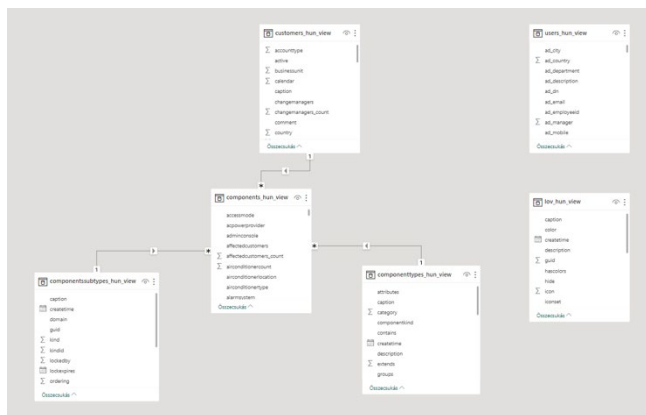 customers_hun_view
accounttype
active
businessunit
calendar
caption
changemanagers
changemanagers_count
comment
country
Összecsukás
1
*
users_hun_view
ad_city
ad_country
ad_department
ad_description
ad_dn
ad_email
ad_employeeid
ad_manager
ad_mobile
Összecsukás
components_hun_view
accessmode
acpowerprovider
adminconsole
affectedcustomers
affectedcustomers_count
airconditionercount
airconditionerlocation
airconditionertype
alarmsystem
Összecsukás
*
*
1
1
lov_hun_view
caption
color
createtime
description
guid
hascolors
hide
icon
iconset
Összecsukás
componentssubtypes_hun_view
caption
createtime
domain
guid
kind
kindid
lockedby
lockexpires
ordering
Összecsukás
componenttypes_hun_view
attributes
caption
category
componentkind
contains
createtime
description
extends
groups
Összecsukás